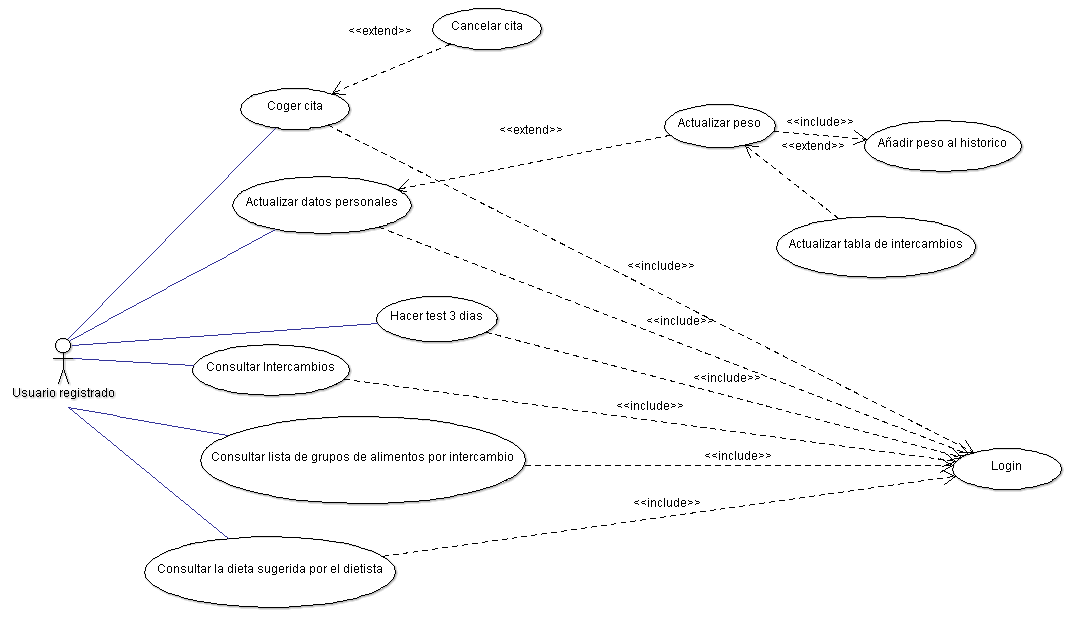 Cancelar cita
<<extend>>
Coger cita
Actualizar peso
<<include>>
<<extend>>
<<extend>>
Añadir peso al historico
Actualizar datos personales
Actualizar tabla de intercambios
<<include>>
Hacer test 3 dias
<<include>>
Consultar Intercambios
<<include>>
Usuario registrado
<<include>>
Consultar lista de grupos de alimentos por intercambio
<<include>>
Login
<<include>>
Consultar la dieta sugerida por el dietista